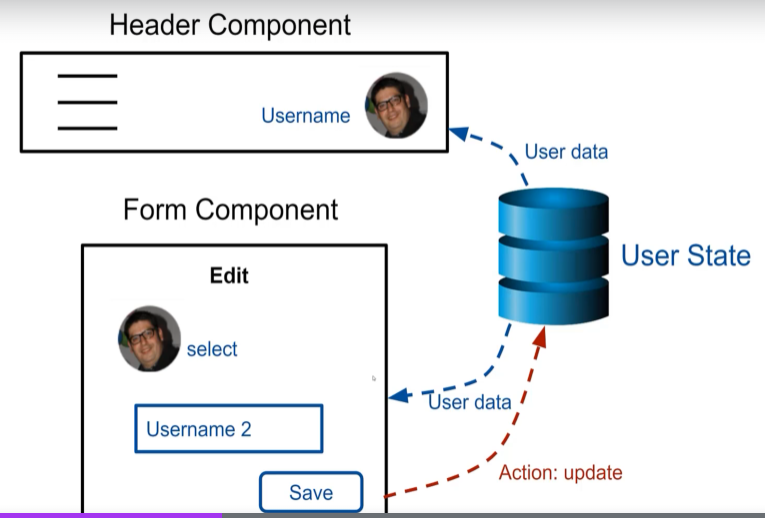 Header Component
Username
User data
Form Component
User State
Edit
select
User data
Username 2
Action: update
Save